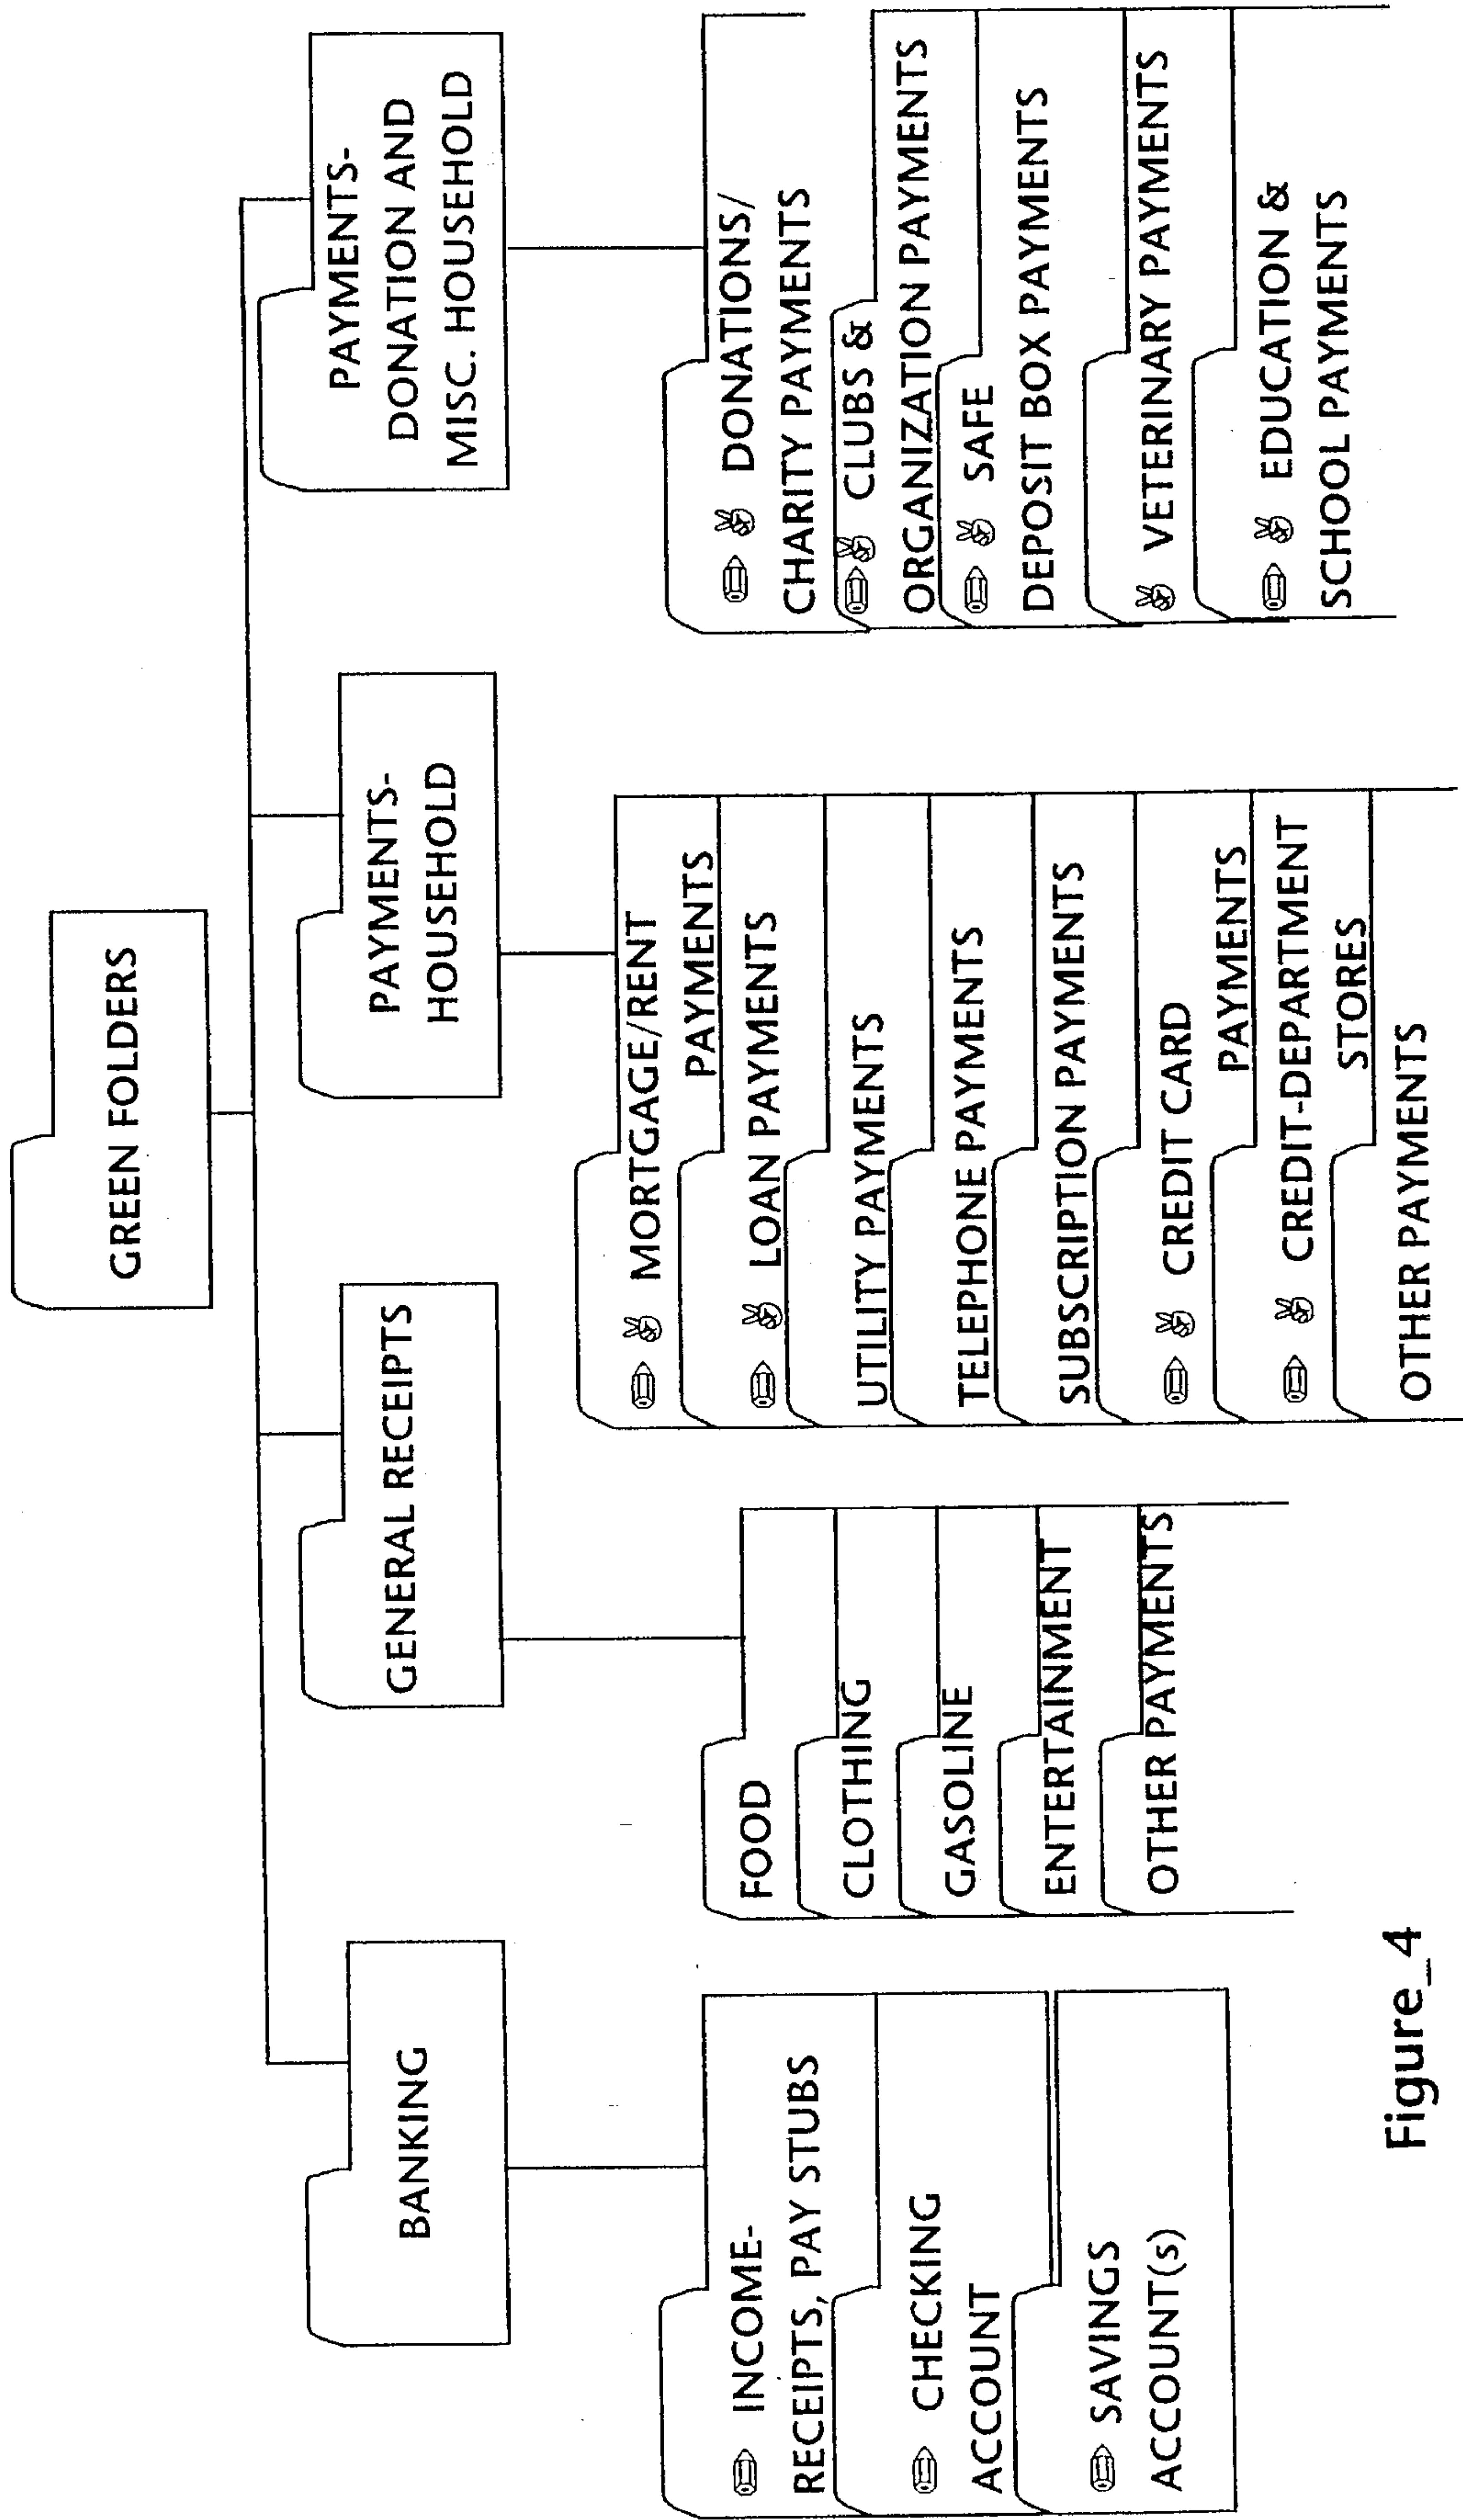 GREEN FOLDERS
BANKING
INCOME-
RECEIPTS, PAY STUBS
CHECKING
ACCOUNT
SAVINGS
ACCOUNT(s)
GENERAL RECEIPTS
FOOD
CLOTHING
GASOLINE
ENTERTAINMENT
OTHER PAYMENTS
PAYMENTS-
HOUSEHOLD
MORTGAGE/RENT
PAYMENTS
LOAN PAYMENTS
UTILITY PAYMENTS
TELEPHONE PAYMENTS
SUBSCRIPTION PAYMENTS
CREDIT CARD
PAYMENTS
CREDIT-DEPARTMENT
STORES
OTHER PAYMENTS
PAYMENTS-
DONATION AND
MISC. HOUSEHOLD
DONATIONS/
CHARITY PAYMENTS
CLUBS &
ORGANIZATION PAYMENTS
SAFE
DEPOSIT BOX PAYMENTS
VETERINARY PAYMENTS
EDUCATION &
SCHOOL PAYMENTS
Figure_4